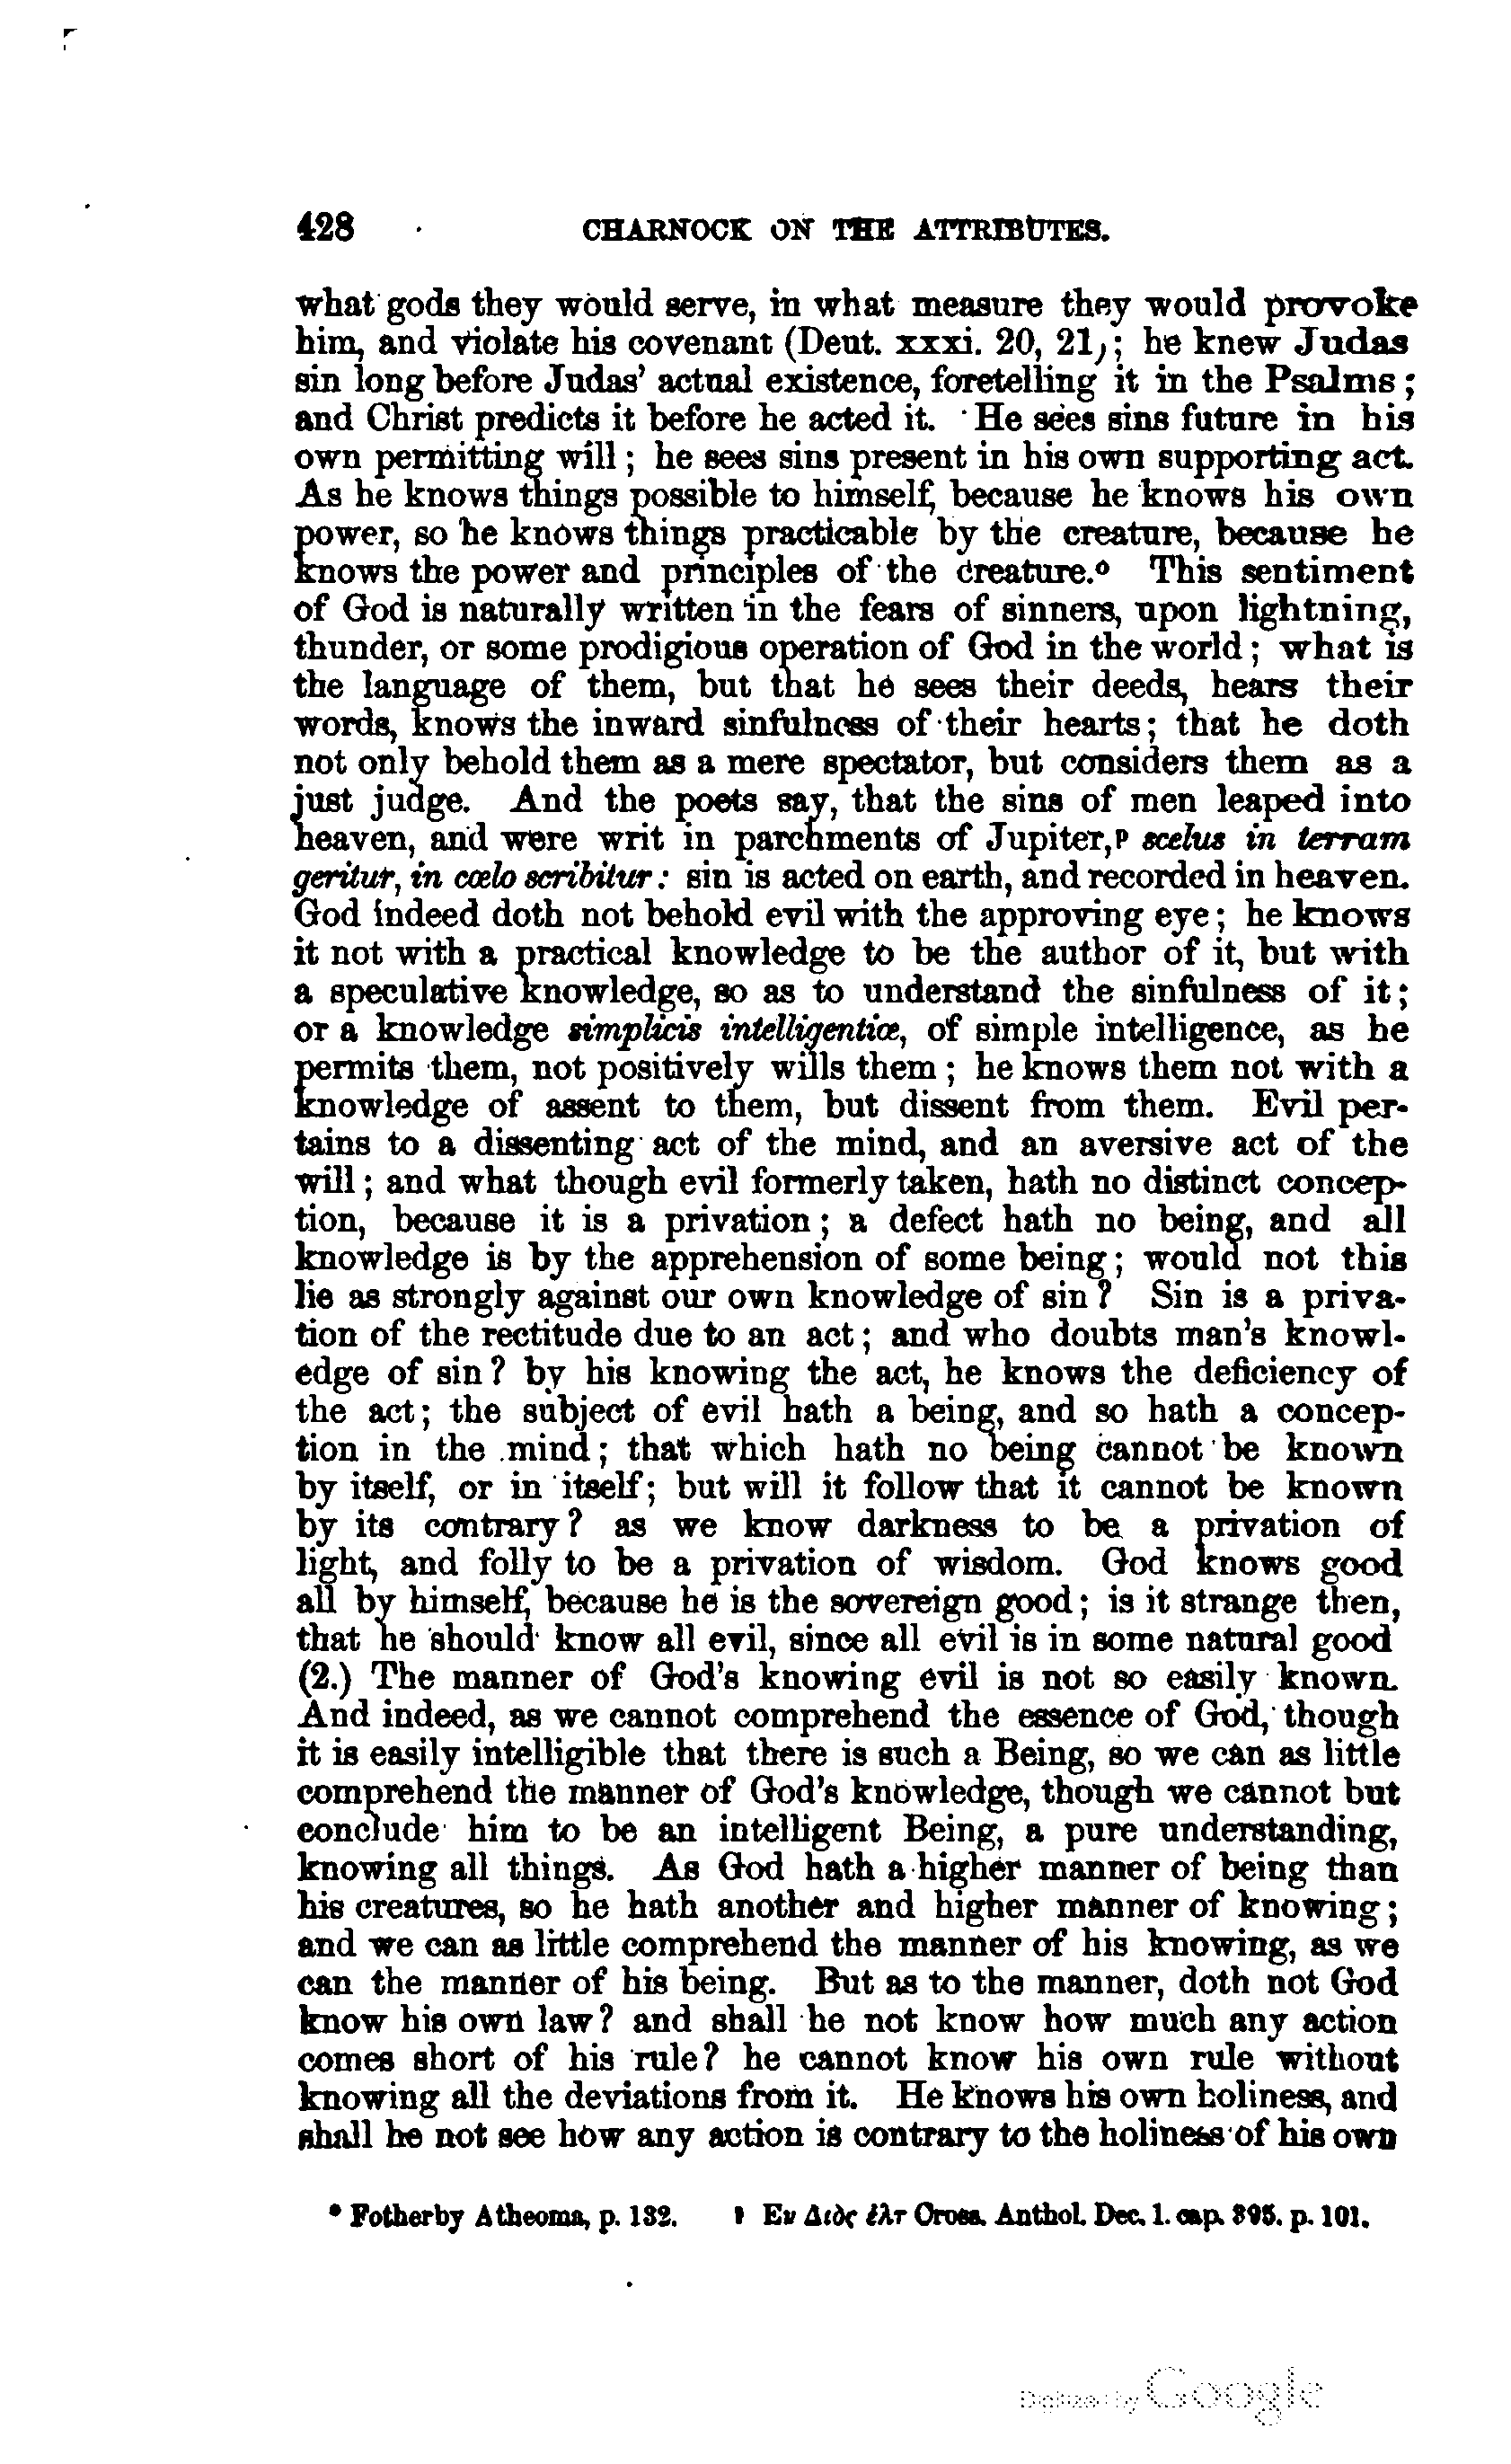 428 CHARNOCK ON THE ATTRIBUTES.
what gods they would serve, in what measure they would provoke
him, and violate his covenant (Deut. xxxi. 20, 21); he knew Judas
sin long before Judas' actual existence, foretelling it in the Psalms;
and Christ predicts it before he acted it. He sees sins future in his
own permitting will; he sees sins present in his own supporting act.
As he knows things possible to himself, because he knows his own
power, so he knows things practicable by the creature, because he
knows the power and principles of the creature.º This sentiment
of God is naturally written in the fears of sinners, upon lightning,
thunder, or some prodigious operation of God in the world; what is
the language of them, but that he sees their deeds, hears their
words, knows the inward sinfulness of their hearts; that he doth
not only behold them as a mere spectator, but considers them as a
just judge. And the poets say, that the sins of men leaped into
heaven, and were writ in parchments of Jupiter,ᵖ scelus in terram
geritur, in cœlo scribitur: sin is acted on earth, and recorded in heaven.
God indeed doth not behold evil with the approving eye; he knows
it not with a practical knowledge to be the author of it, but with
a speculative knowledge, so as to understand the sinfulness of it;
or a knowledge simplicis intelligentiæ, of simple intelligence, as he
permits them, not positively wills them; he knows them not with a
knowledge of assent to them, but dissent from them. Evil per-
tains to a dissenting act of the mind, and an aversive act of the
will; and what though evil formerly taken, hath no distinct concep-
tion, because it is a privation; a defect hath no being, and all
knowledge is by the apprehension of some being; would not this
lie as strongly against our own knowledge of sin? Sin is a priva-
tion of the rectitude due to an act; and who doubts man's knowl-
edge of sin? by his knowing the act, he knows the deficiency of
the act; the subject of evil hath a being, and so hath a concep-
tion in the mind; that which hath no being cannot be known
by itself, or in itself; but will it follow that it cannot be known
by its contrary? as we know darkness to be a privation of
light, and folly to be a privation of wisdom. God knows good
all by himself, because he is the sovereign good; is it strange then,
that he should know all evil, since all evil is in some natural good
(2.) The manner of God's knowing evil is not so easily known.
And indeed, as we cannot comprehend the essence of God, though
it is easily intelligible that there is such a Being, so we can as little
comprehend the manner of God's knowledge, though we cannot but
conclude him to be an intelligent Being, a pure understanding,
knowing all things. As God hath a higher manner of being than
his creatures, so he hath another and higher manner of knowing;
and we can as little comprehend the manner of his knowing, as we
can the manner of his being. But as to the manner, doth not God
know his own law? and shall he not know how much any action
comes short of his rule? he cannot know his own rule without
knowing all the deviations from it. He knows his own holiness, and
shall he not see how any action is contrary to the holiness of his own
º Fotherby Atheoma, p. 132. ᵖ Εν Διὸς ἐλτ Cross. Anthol. Dec. 1. cap. 395. p. 101.
Digitized by Google